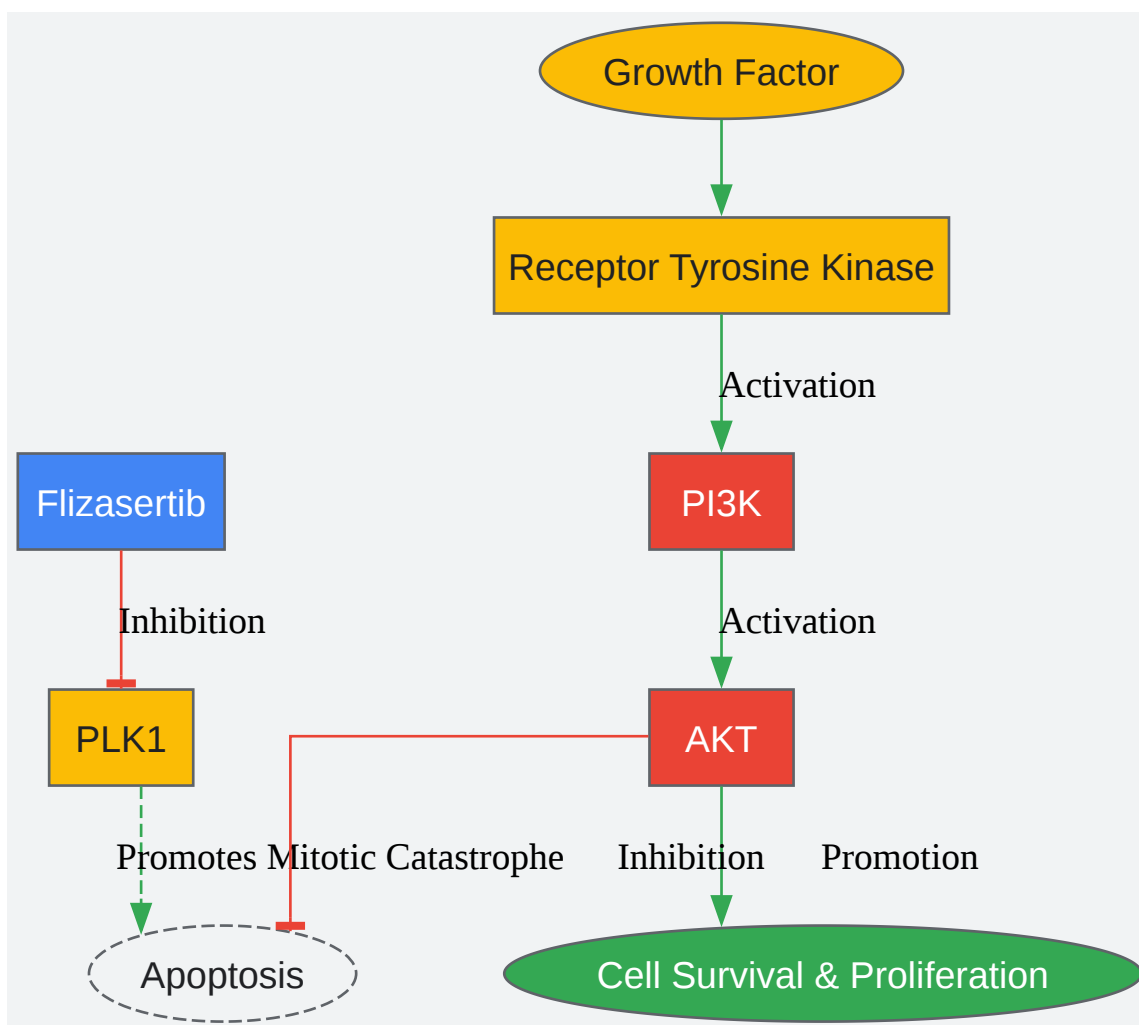 Growth Factor
Receptor Tyrosine Kinase
Activation
Flizasertib
PI3K
Inhibition
Activation
PLK1
AKT
Promotes Mitotic Catastrophe
Inhibition
Promotion
Apoptosis
Cell Survival & Proliferation